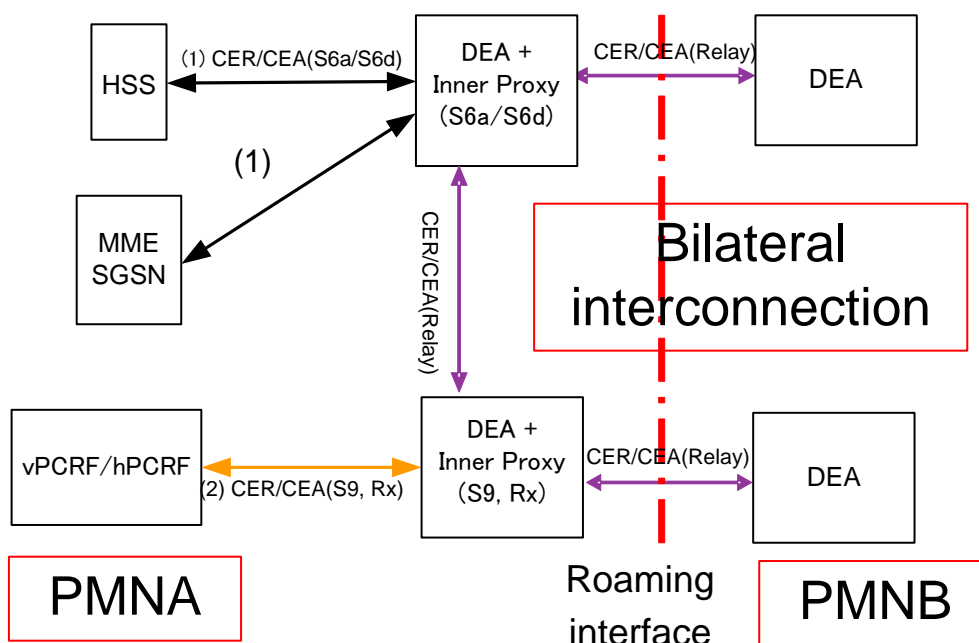 HSS
(1) CER/CEA(S6a/S6d)
DEA +
Inner Proxy
(S6a/S6d)
CER/CEA(Relay)
DEA
(1)
MME
SGSN
CER/CEA(Relay)
Bilateral
interconnection
vPCRF/hPCRF
(2) CER/CEA(S9, Rx)
DEA +
Inner Proxy
(S9, Rx)
CER/CEA(Relay)
DEA
PMNA
Roaming
interface
PMNB